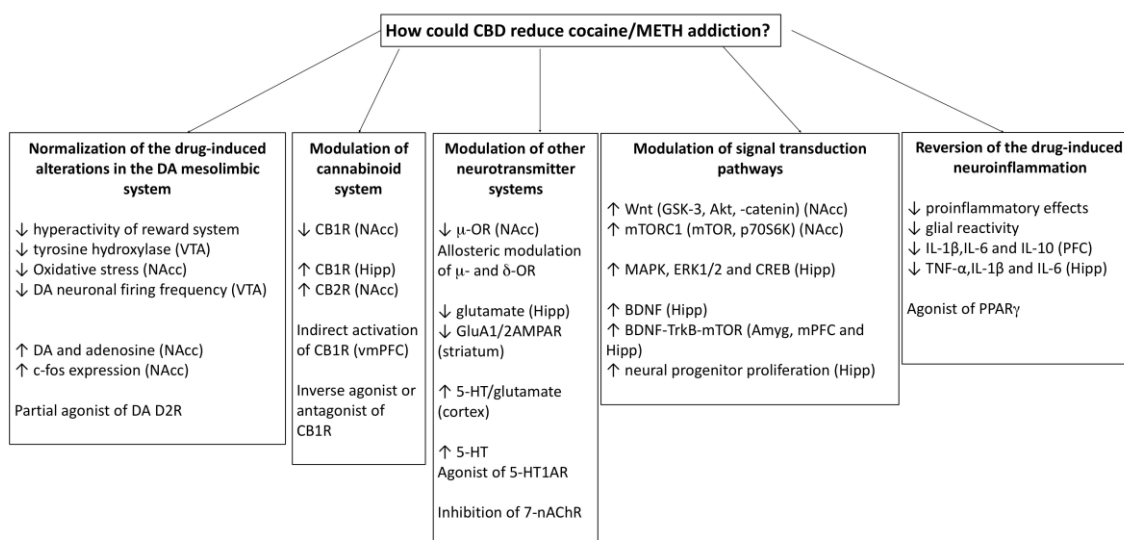 How could CBD reduce cocaine/METH addiction?
Normalization of the drug-induced
alterations in the DA mesolimbic
system
↓ hyperactivity of reward system
↓ tyrosine hydroxylase (VTA)
↓ Oxidative stress (NAcc)
↓ DA neuronal firing frequency (VTA)
↑ DA and adenosine (NAcc)
↑ c-fos expression (NAcc)
Partial agonist of DA D2R
Modulation of
cannabinoid
system
↓ CB1R (NAcc)
↑ CB1R (Hipp)
↑ CB2R (NAcc)
Indirect activation
of CB1R (vmPFC)
Inverse agonist or
antagonist of
CB1R
Modulation of other
neurotransmitter
systems
↓ μ-OR (NAcc)
Allosteric modulation
of μ- and δ-OR
↓ glutamate (Hipp)
↓ GluA1/2AMPAR
(striatum)
↑ 5-HT/glutamate
(cortex)
↑ 5-HT
Agonist of 5-HT1AR
Inhibition of 7-nAChR
Modulation of signal transduction
pathways
↑ Wnt (GSK-3, Akt, -catenin) (NAcc)
↑ mTORC1 (mTOR, p70S6K) (NAcc)
↑ MAPK, ERK1/2 and CREB (Hipp)
↑ BDNF (Hipp)
↑ BDNF-TrkB-mTOR (Amyg, mPFC and
Hipp)
↑ neural progenitor proliferation (Hipp)
Reversion of the drug-induced
neuroinflammation
↓ proinflammatory effects
↓ glial reactivity
↓ IL-1β,IL-6 and IL-10 (PFC)
↓ TNF-α,IL-1β and IL-6 (Hipp)
Agonist of PPARγ